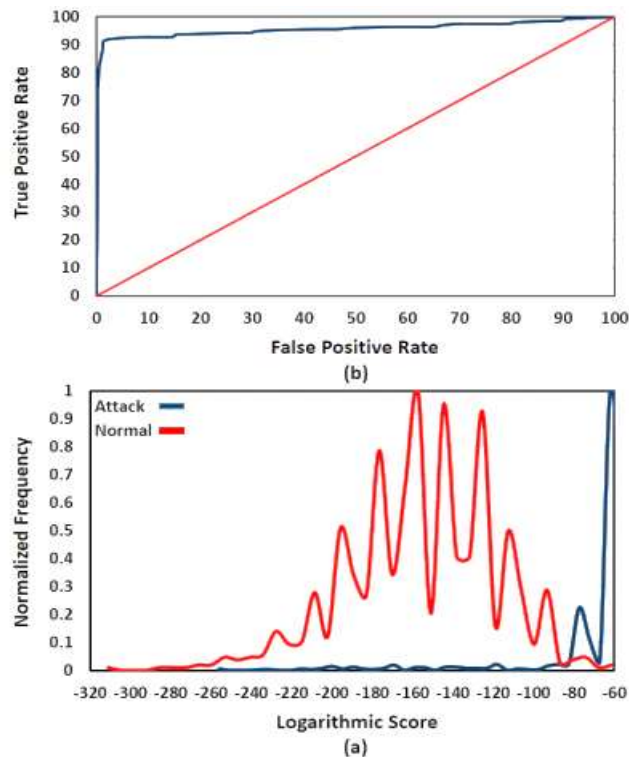 100
90
80
70
60
50
40
30
20
10
0
True Positive Rate
0 10 20 30 40 50 60 70 80 90 100
False Positive Rate
(b)
1
0.9
0.8
0.7
0.6
0.5
0.4
0.3
0.2
0.1
0
Normalized Frequency
Attack
Normal
-320 -300 -280 -260 -240 -220 -200 -180 -160 -140 -120 -100 -80 -60
Logarithmic Score
(a)